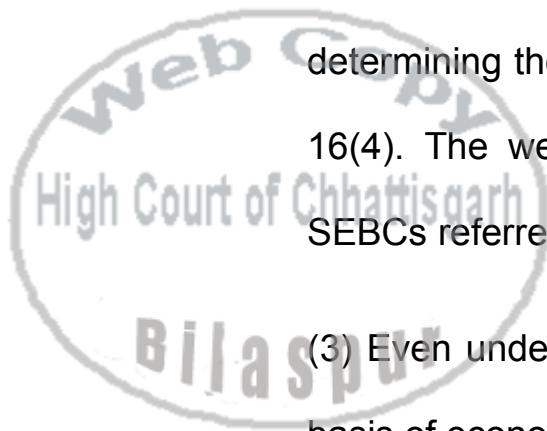 Web Copy
determining the
16(4). The we
High Court of Chhattisgarh
SEBCs referre
Bilaspur
(3) Even unde
basis of econo